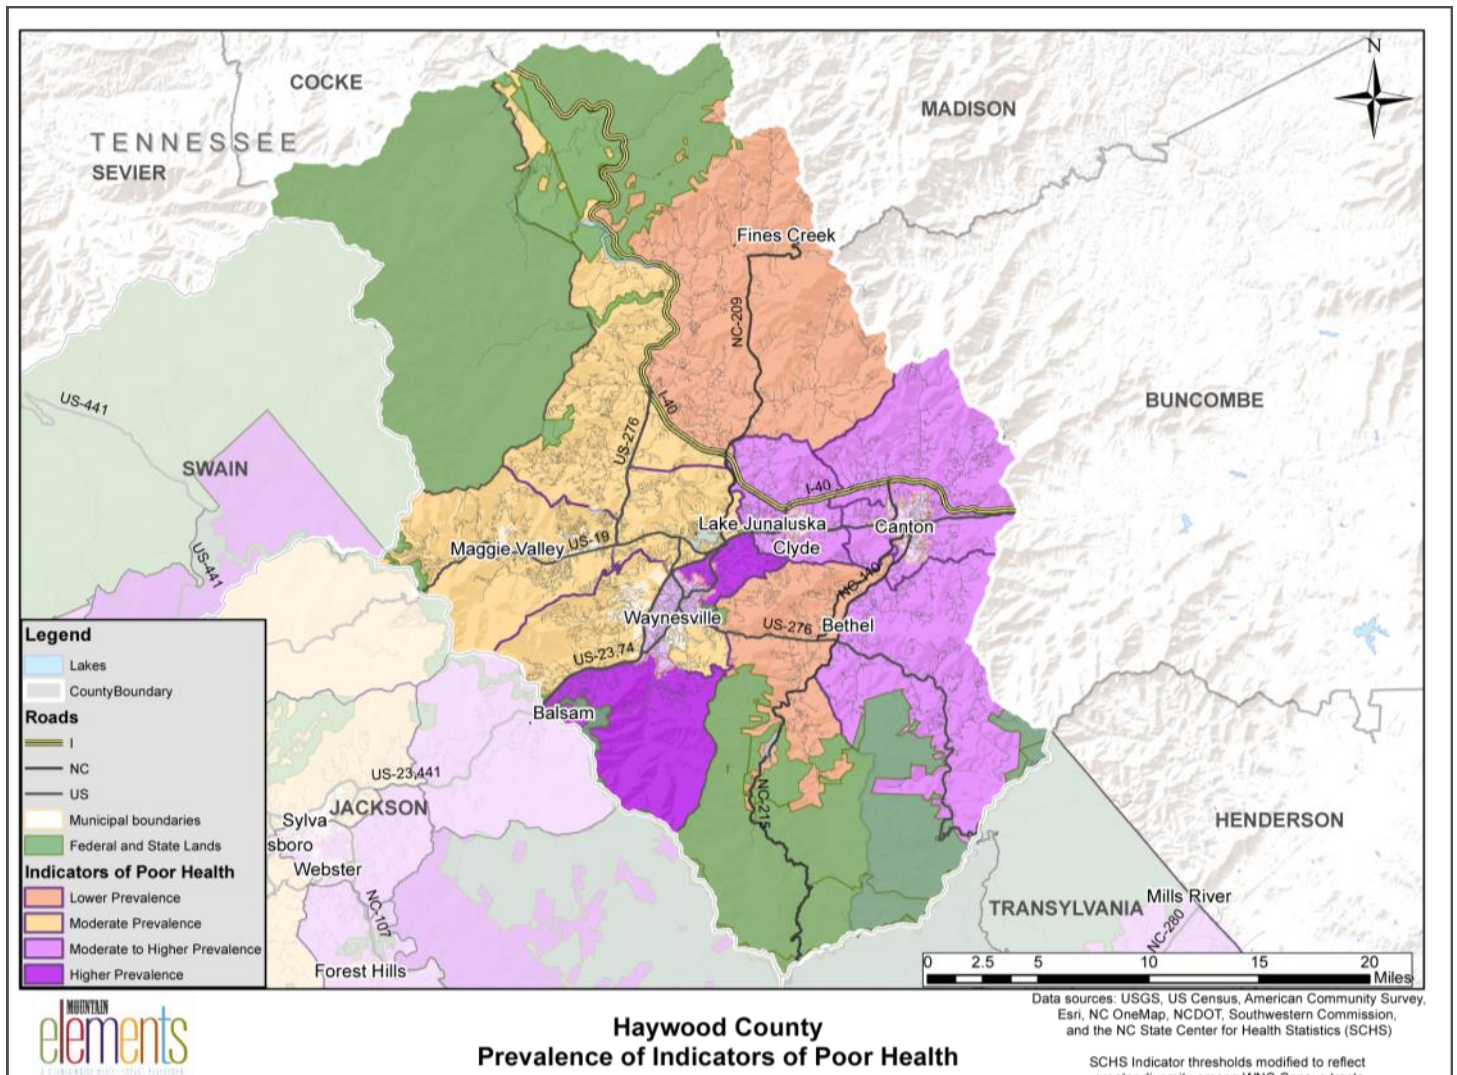 N
COCKE
MADISON
TENNESSEE
SEVIER
Fines Creek
NC-209
US-441
I-40
BUNCOMBE
US-276
SWAIN
I-40
Lake Junaluska
Canton
US-19
Maggie Valley
Clyde
US-441
NC-110
Waynesville
US-276
Bethel
US-23,74
Balsam
US-23,441
JACKSON
NC-215
Sylva
sboro
Webster
HENDERSON
Mills River
TRANSYLVANIA
NC-107
NC-280
Forest Hills
Legend
Lakes
CountyBoundary
Roads
I
NC
US
Municipal boundaries
Federal and State Lands
Indicators of Poor Health
Lower Prevalence
Moderate Prevalence
Moderate to Higher Prevalence
Higher Prevalence
0 2.5 5 10 15 20
Miles
MOUNTAIN
elements
Haywood County
Prevalence of Indicators of Poor Health
Data sources: USGS, US Census, American Community Survey,
Esri, NC OneMap, NCDOT, Southwestern Commission,
and the NC State Center for Health Statistics (SCHS)
SCHS Indicator thresholds modified to reflect